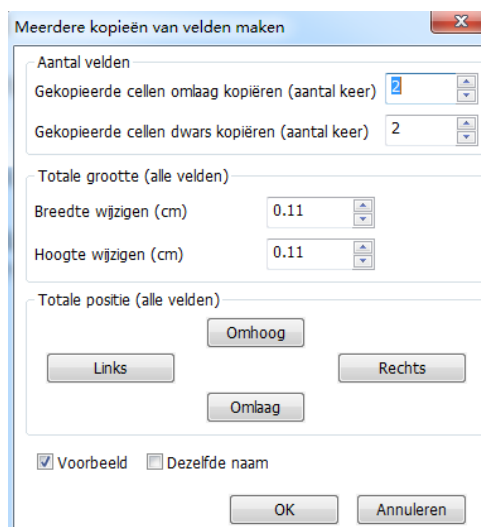 Meerdere kopieën van velden maken
Aantal velden
Gekopieerde cellen omlaag kopiëren (aantal keer) 2
Gekopieerde cellen dwars kopiëren (aantal keer) 2
Totale grootte (alle velden)
Breedte wijzigen (cm) 0.11
Hoogte wijzigen (cm) 0.11
Totale positie (alle velden)
Omhoog
Links Rechts
Omlaag
Voorbeeld Dezelfde naam
OK Annuleren